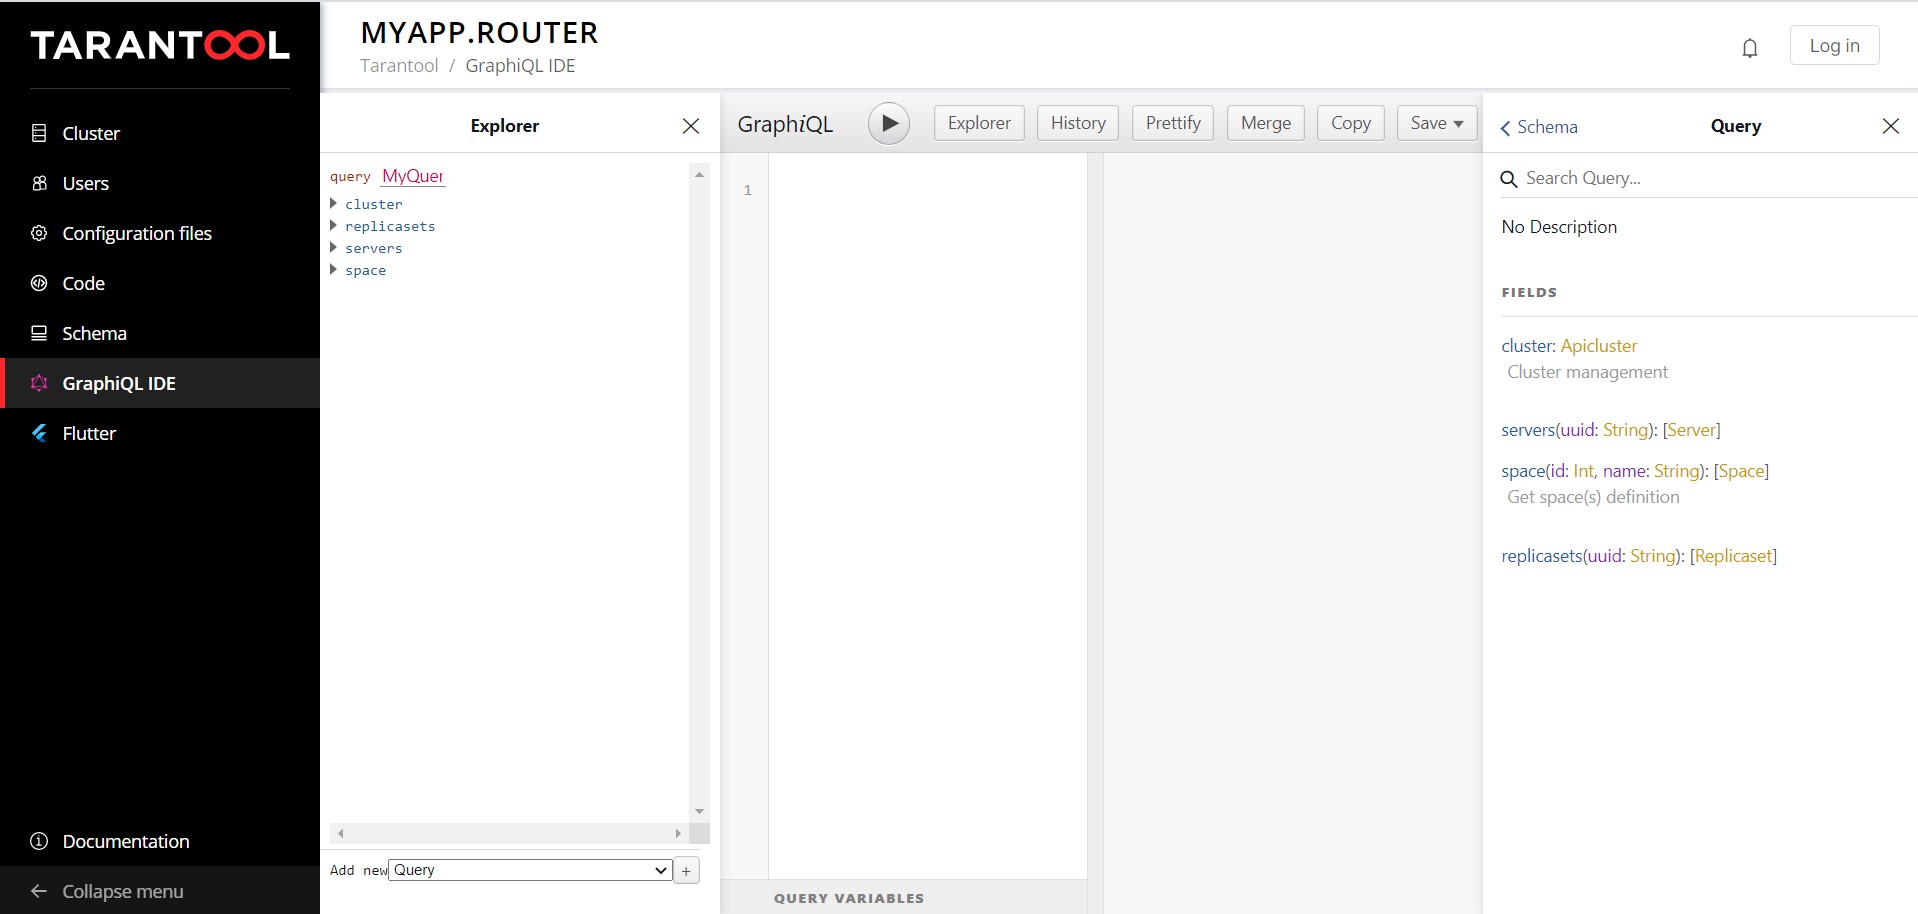 TARANTOOL
Cluster
Users
Configuration files
Code
Schema
GraphiQL IDE
Flutter
Documentation
Collapse menu
MYAPP.ROUTER
Tarantool / GraphiQL IDE
Log in
Explorer
query MyQuer
cluster
replicasets
servers
space
Add new Query +
GraphiQL
Explorer
History
Prettify
Merge
Copy
Save
1
QUERY VARIABLES
Schema
Query
Search Query...
No Description
FIELDS
cluster: Apicluster
Cluster management
servers(uuid: String): [Server]
space(id: Int, name: String): [Space]
Get space(s) definition
replicasets(uuid: String): [Replicaset]